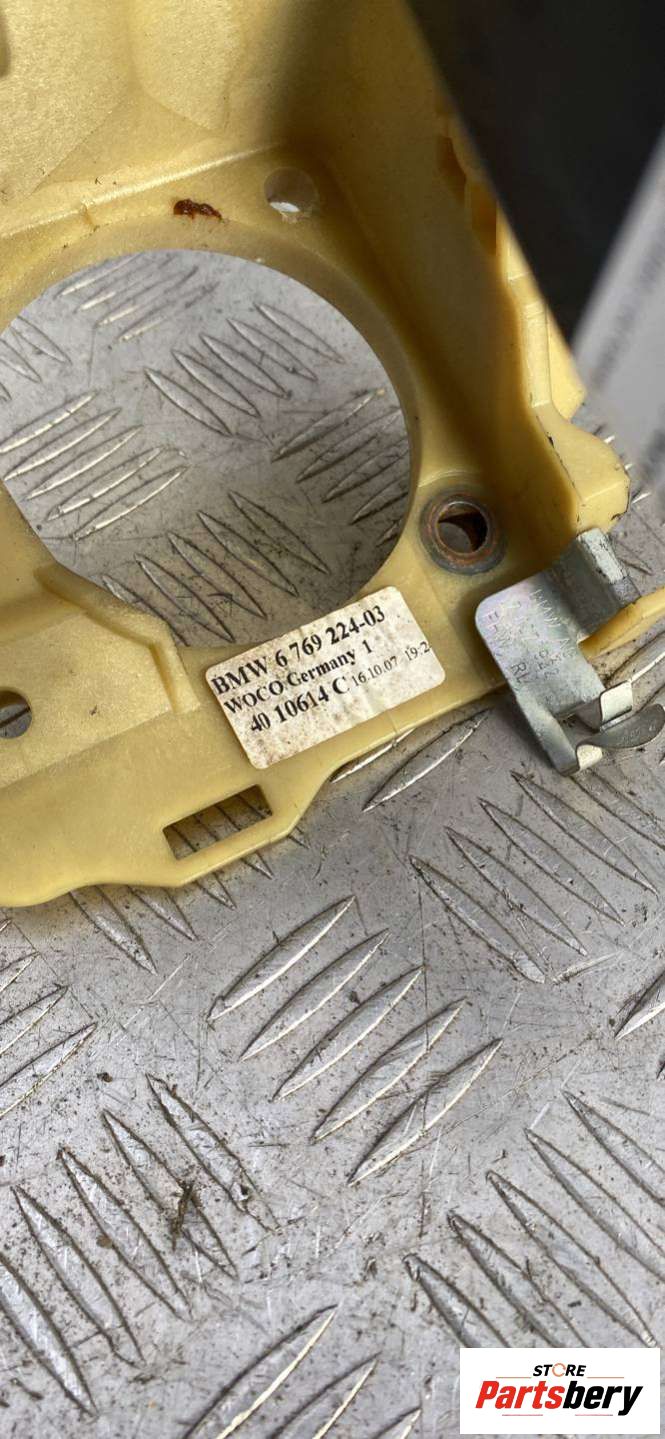 BMW 6 769 224-03
WOCO Germany 1
40 10614 C 16.10.07 19:2
STORE
Partsbery